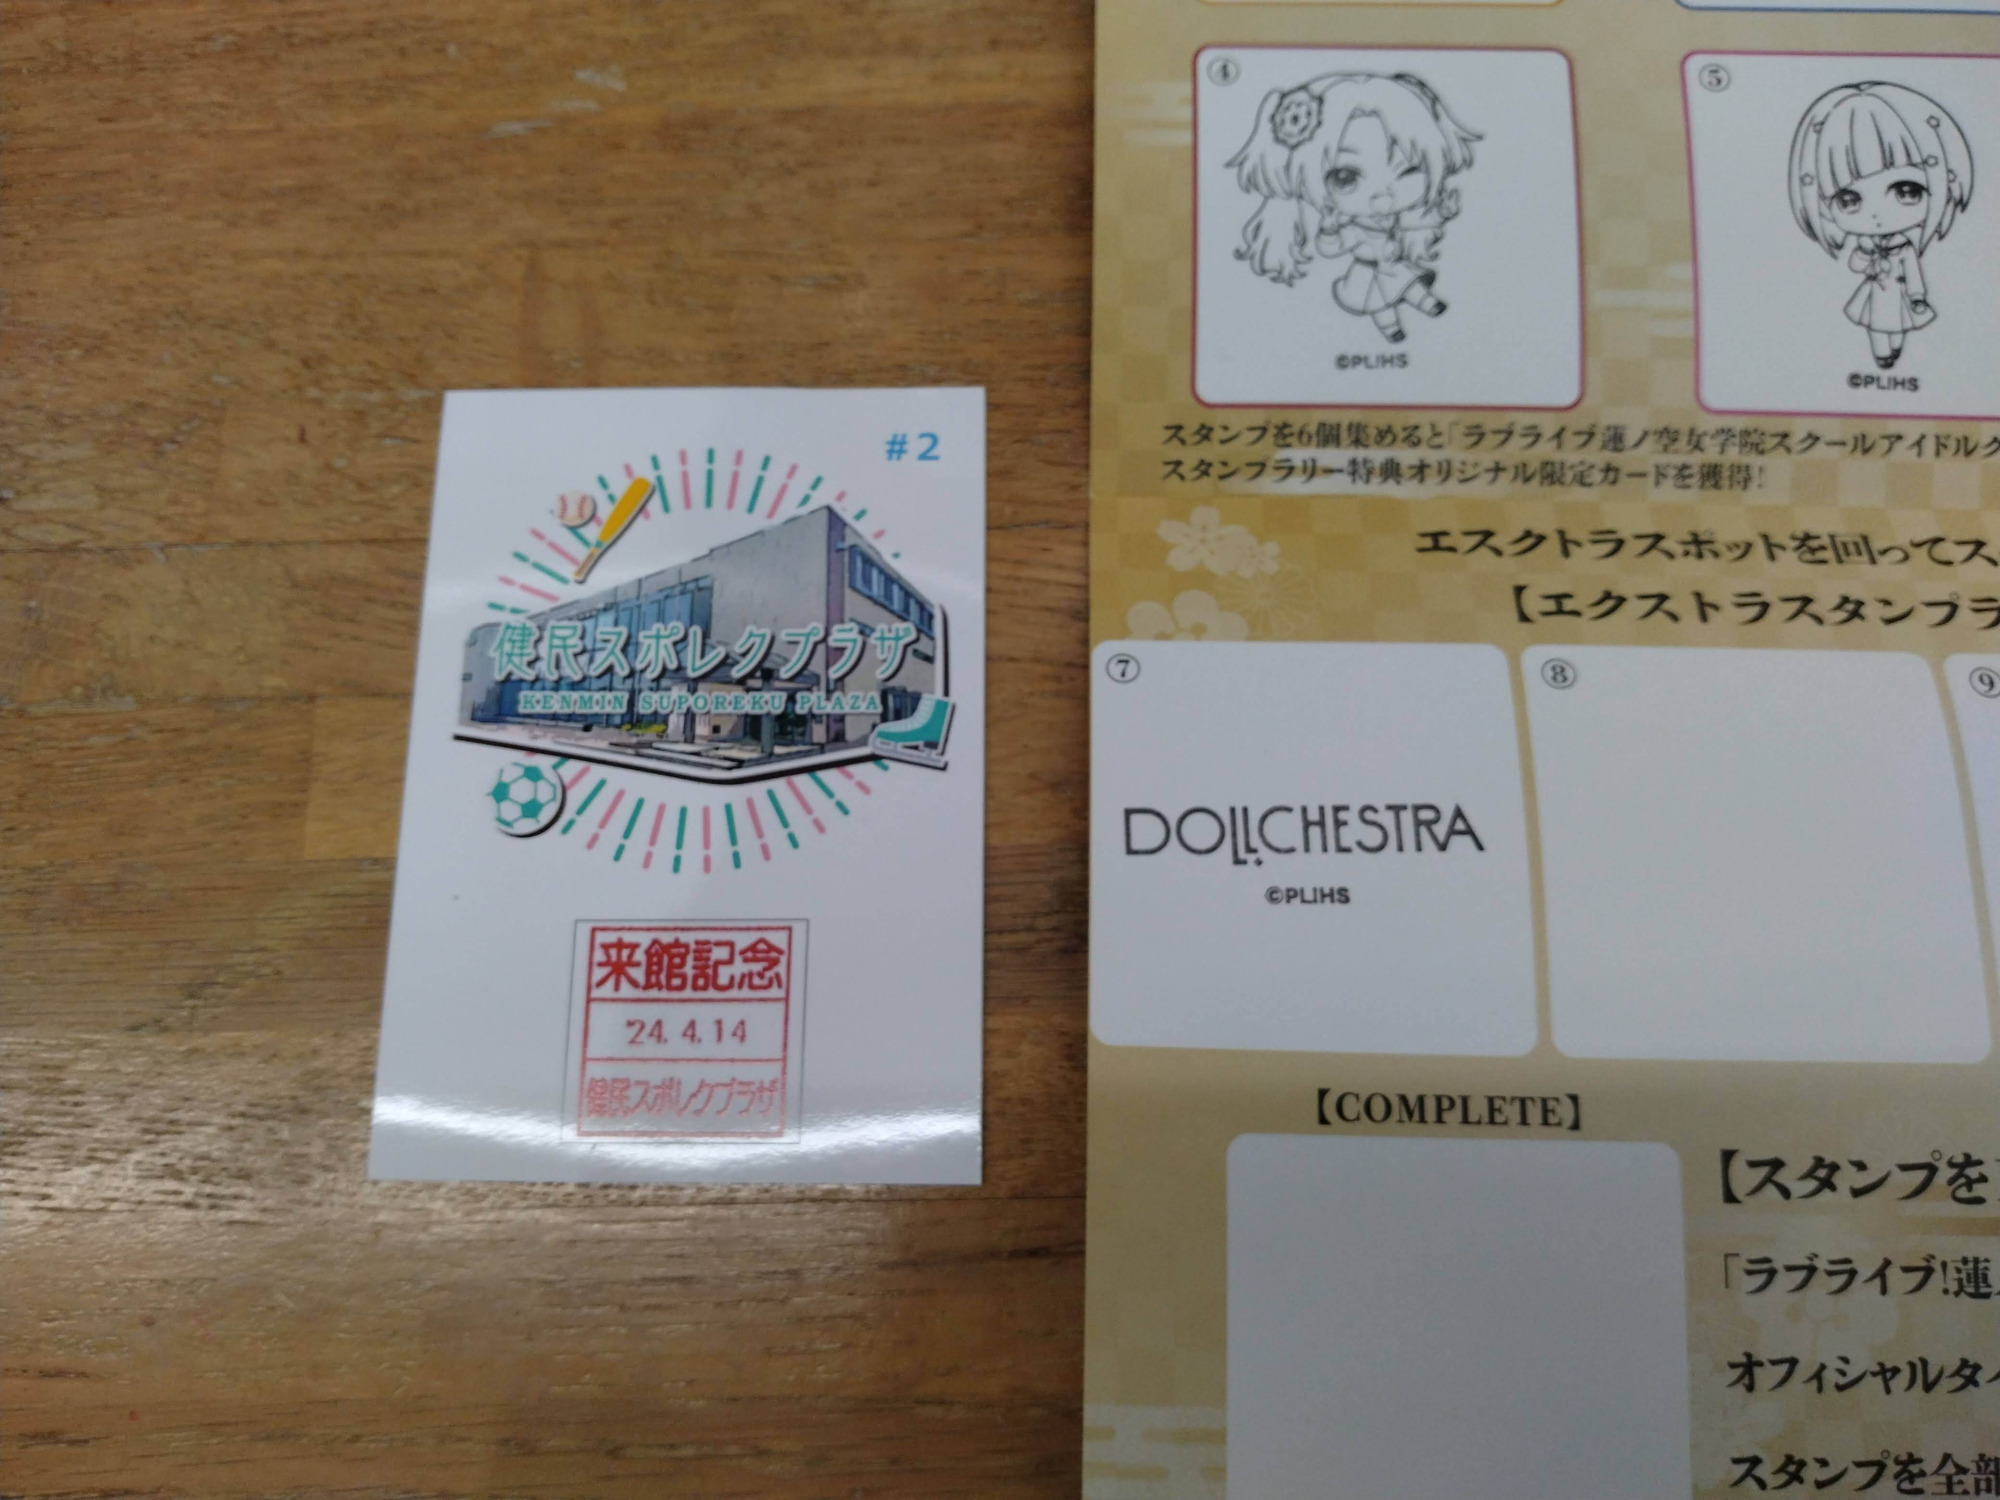 #2
健民スポレクプラザ
KENMIN SUPOREKU PLAZA
来館記念
'24. 4. 14
健民スポレクプラザ
④
©PL!HS
⑤
©PL!HS
スタンプを6個集めると「ラブライブ蓮ノ空女学院スクールアイドルク
スタンプラリー特典オリジナル限定カードを獲得!
エスクトラスポットを回ってス
【エクストラスタンプラ
⑦
DOLLCHESTRA
©PL!HS
⑧
⑨
【COMPLETE】
【スタンプを
「ラブライブ!蓮
オフィシャルタ
スタンプを全部